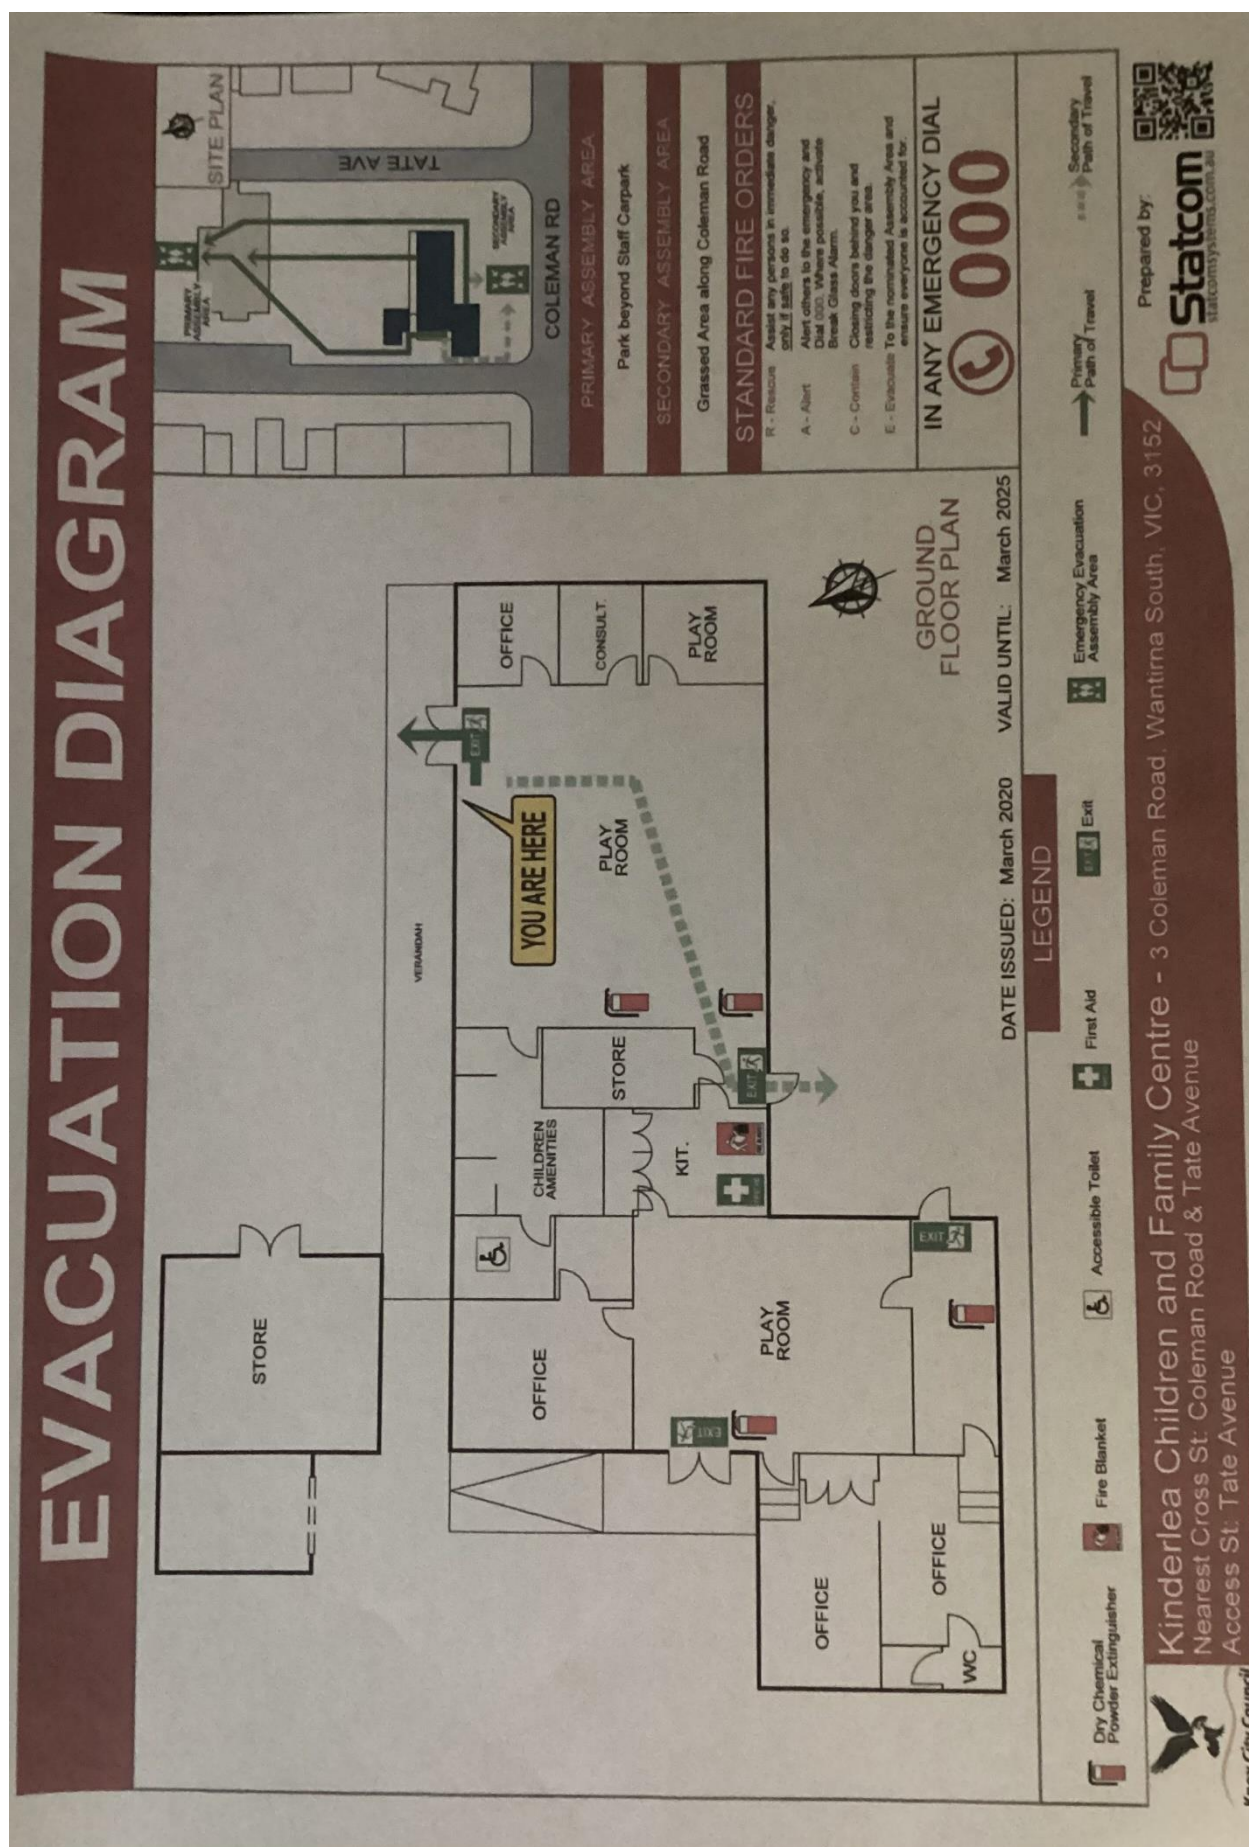 EVACUATION DIAGRAM
STORE
VERANDAH
OFFICE
CHILDREN
AMENITIES
STORE
KIT.
PLAY
ROOM
YOU ARE HERE
PLAY
ROOM
OFFICE
CONSULT.
PLAY
ROOM
OFFICE
OFFICE
WC
EXIT
EXIT
EXIT
EXIT
GROUND
FLOOR PLAN
DATE ISSUED: March 2020 VALID UNTIL: March 2025
SITE PLAN
PRIMARY
ASSEMBLY
AREA
TATE AVE
SECONDARY
ASSEMBLY
AREA
COLEMAN RD
PRIMARY ASSEMBLY AREA
Park beyond Staff Carpark
SECONDARY ASSEMBLY AREA
Grassed Area along Coleman Road
STANDARD FIRE ORDERS
R - Rescue Assist any persons in immediate danger,
only if safe to do so.
A - Alert Alert others to the emergency and
Dial 000. Where possible, activate
Break Glass Alarm.
C - Contain Closing doors behind you and
restricting the danger area.
E - Evacuate To the nominated Assembly Area and
ensure everyone is accounted for.
IN ANY EMERGENCY DIAL
000
LEGEND
Dry Chemical
Powder Extinguisher
Fire Blanket
Accessible Toilet
First Aid
EXIT Exit
Emergency Evacuation
Assembly Area
Primary
Path of Travel
Secondary
Path of Travel
Knox City Council
Kinderlea Children and Family Centre - 3 Coleman Road, Wantirna South, VIC, 3152
Nearest Cross St: Coleman Road & Tate Avenue
Access St: Tate Avenue
Prepared by:
Statcom
statcomsystems.com.au